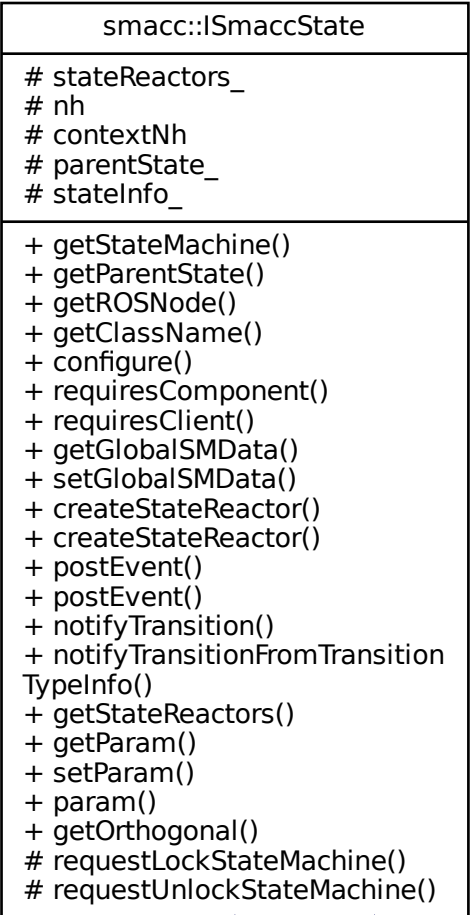 smacc::ISmaccState
# stateReactors_
# nh
# contextNh
# parentState_
# stateInfo_
+ getStateMachine()
+ getParentState()
+ getROSNode()
+ getClassName()
+ configure()
+ requiresComponent()
+ requiresClient()
+ getGlobalSMData()
+ setGlobalSMData()
+ createStateReactor()
+ createStateReactor()
+ postEvent()
+ postEvent()
+ notifyTransition()
+ notifyTransitionFromTransition
TypeInfo()
+ getStateReactors()
+ getParam()
+ setParam()
+ param()
+ getOrthogonal()
# requestLockStateMachine()
# requestUnlockStateMachine()